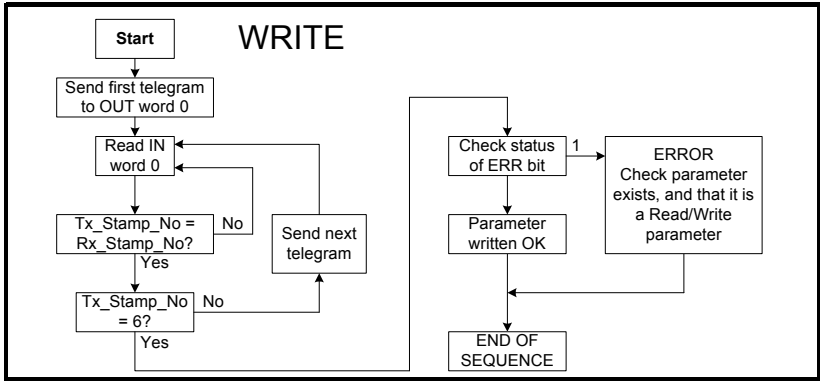 WRITE
Start
Send first telegram
to OUT word 0
Read IN
word 0
Tx_Stamp_No =
Rx_Stamp_No?
No
Yes
Send next
telegram
Tx_Stamp_No
= 6?
No
Yes
Check status
of ERR bit
1
ERROR
Check parameter
exists, and that it is
a Read/Write
parameter
Parameter
written OK
END OF
SEQUENCE